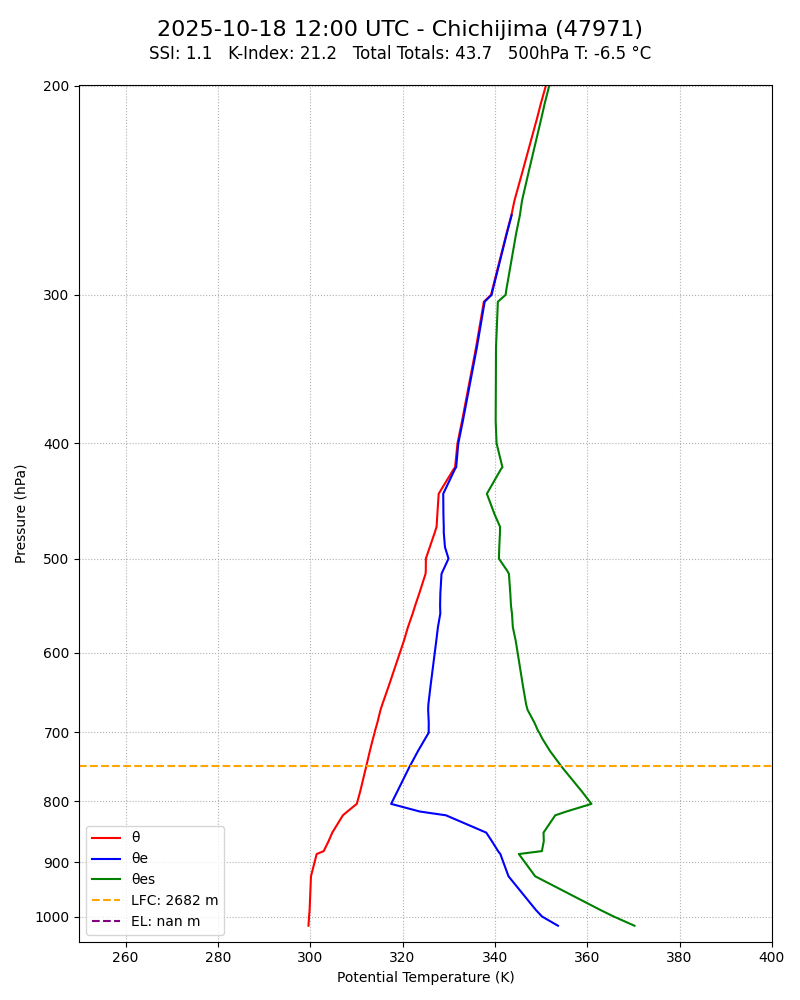 2025-10-18 12:00 UTC - Chichijima (47971)
SSI: 1.1 K-Index: 21.2 Total Totals: 43.7 500hPa T: -6.5 °C
200
300
400
500
600
700
800
900
1000
Pressure (hPa)
θ
θe
θes
LFC: 2682 m
EL: nan m
260 280 300 320 340 360 380 400
Potential Temperature (K)